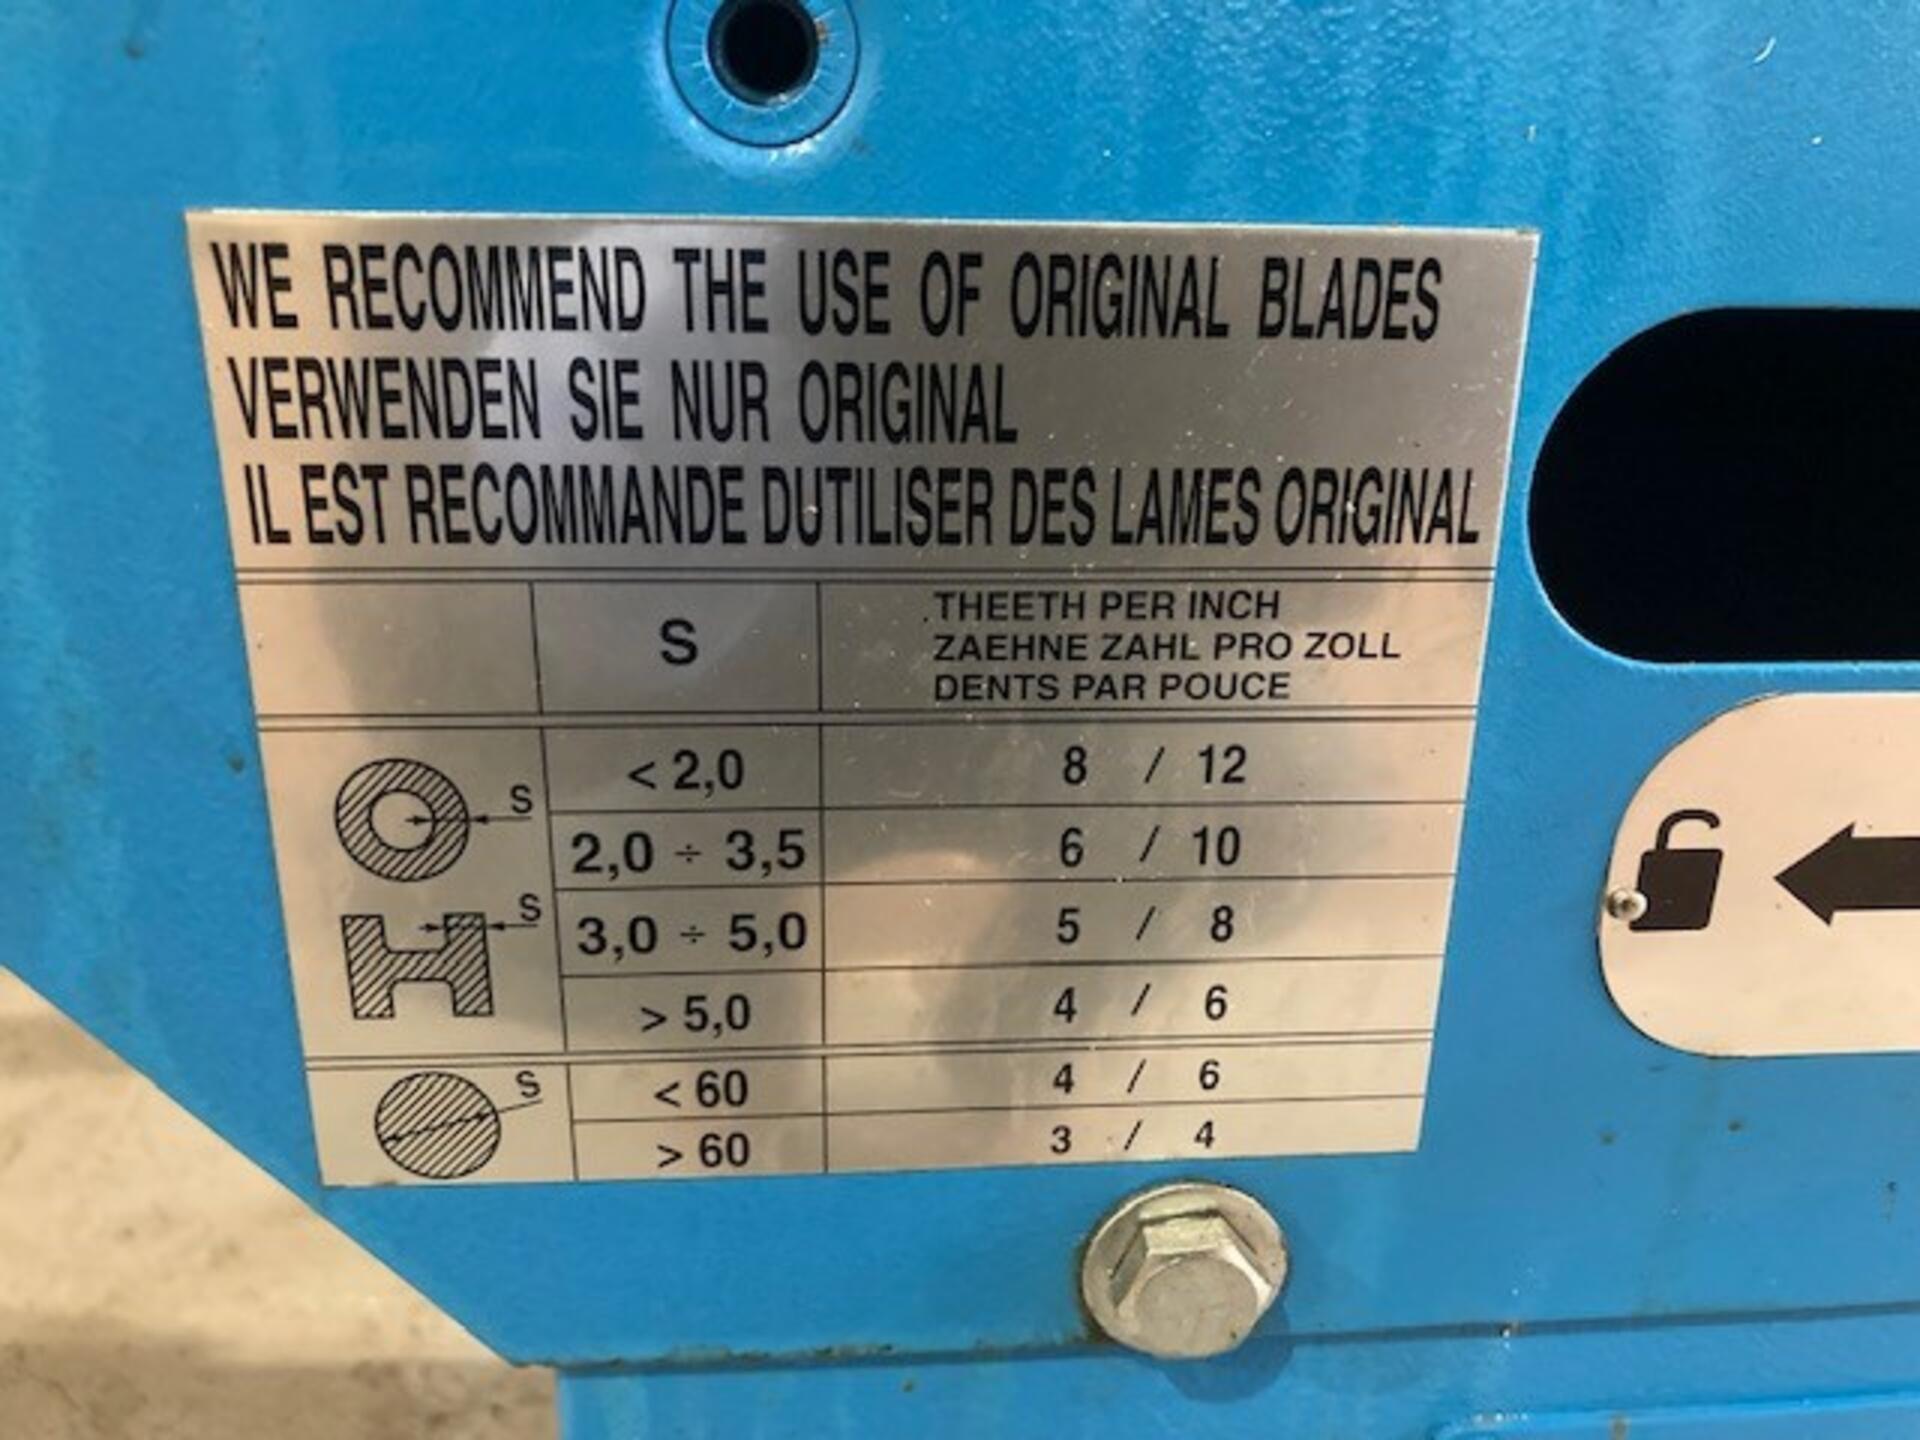 WE RECOMMEND THE USE OF ORIGINAL BLADES
VERWENDEN SIE NUR ORIGINAL
IL EST RECOMMANDE DUTILISER DES LAMES ORIGINAL
S
THEETH PER INCH
ZAEHNE ZAHL PRO ZOLL
DENTS PAR POUCE
S
< 2,0 8 / 12
2,0 ÷ 3,5 6 / 10
S
3,0 ÷ 5,0 5 / 8
> 5,0 4 / 6
S
< 60 4 / 6
> 60 3 / 4